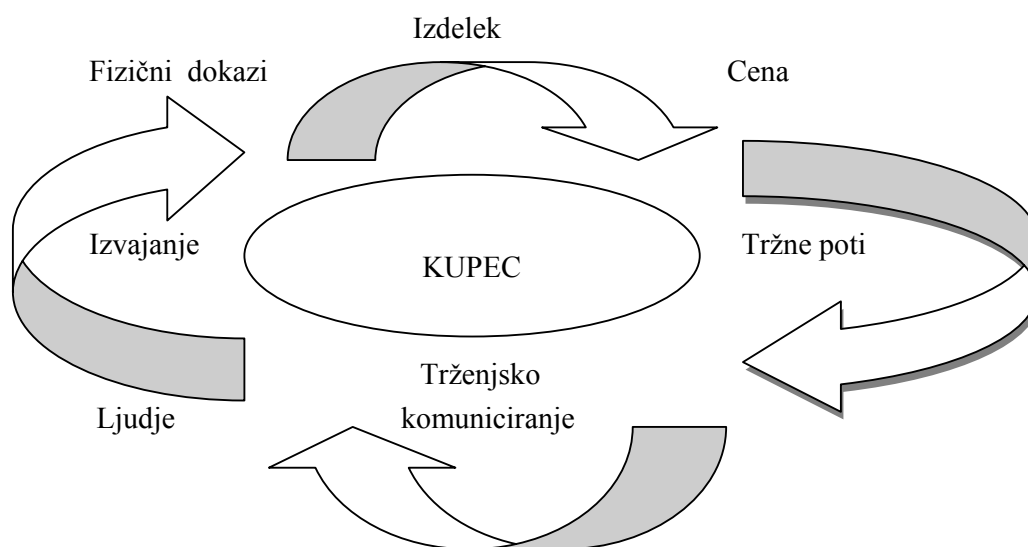 Izdelek
Fizični dokazi
Cena
Izvajanje
KUPEC
Tržne poti
Trženjsko
komuniciranje
Ljudje